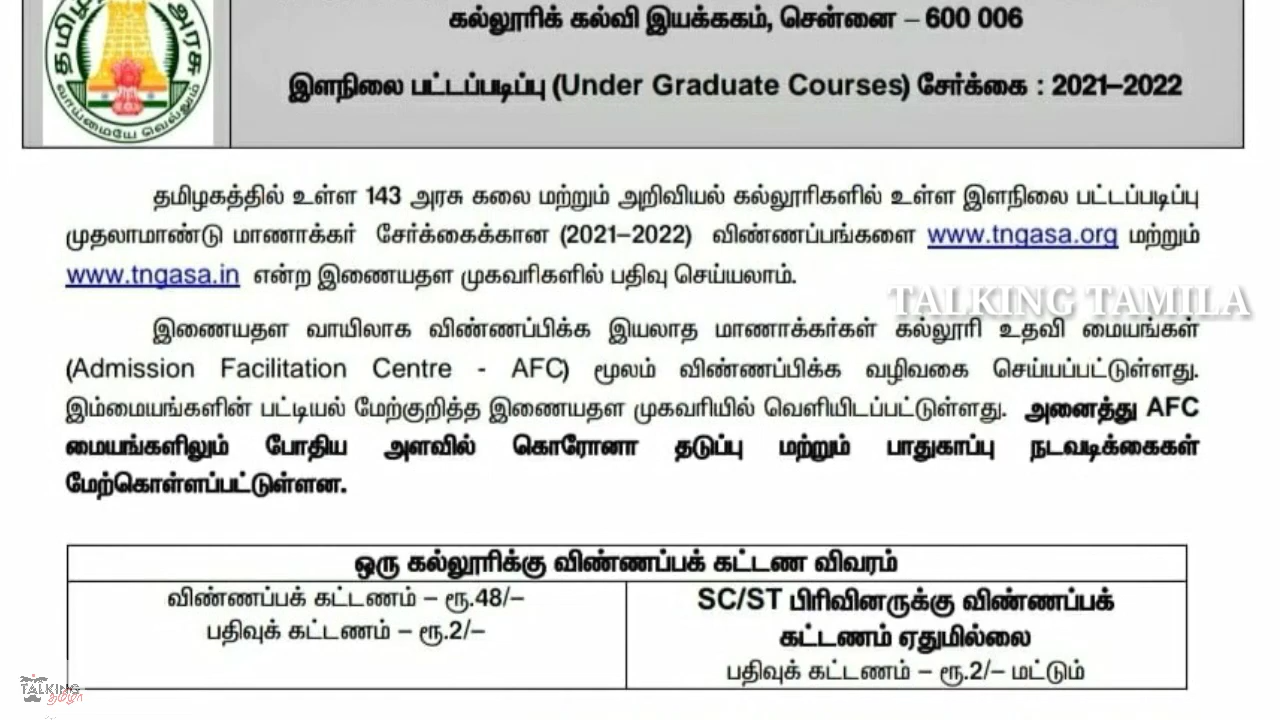 தமிழ்நாடு அரசு
வாய்மையே வெல்லும்
கல்லூரிக் கல்வி இயக்ககம், சென்னை – 600 006
இளநிலை பட்டப்படிப்பு (Under Graduate Courses) சேர்க்கை : 2021–2022
தமிழகத்தில் உள்ள 143 அரசு கலை மற்றும் அறிவியல் கல்லூரிகளில் உள்ள இளநிலை பட்டப்படிப்பு
முதலாமாண்டு மாணாக்கர் சேர்க்கைக்கான (2021–2022) விண்ணப்பங்களை www.tngasa.org மற்றும்
www.tngasa.in என்ற இணையதள முகவரிகளில் பதிவு செய்யலாம்.
TALKING TAMILA
இணையதள வாயிலாக விண்ணப்பிக்க இயலாத மாணாக்கர்கள் கல்லூரி உதவி மையங்கள்
(Admission Facilitation Centre - AFC) மூலம் விண்ணப்பிக்க வழிவகை செய்யப்பட்டுள்ளது.
இம்மையங்களின் பட்டியல் மேற்குறித்த இணையதள முகவரியில் வெளியிடப்பட்டுள்ளது. அனைத்து AFC
மையங்களிலும் போதிய அளவில் கொரோனா தடுப்பு மற்றும் பாதுகாப்பு நடவடிக்கைகள்
மேற்கொள்ளப்பட்டுள்ளன.
ஒரு கல்லூரிக்கு விண்ணப்பக் கட்டண விவரம்
விண்ணப்பக் கட்டணம் – ரூ.48/–
பதிவுக் கட்டணம் – ரூ.2/–
SC/ST பிரிவினருக்கு விண்ணப்பக்
கட்டணம் ஏதுமில்லை
பதிவுக் கட்டணம் – ரூ.2/– மட்டும்
TALKING
தமிழா